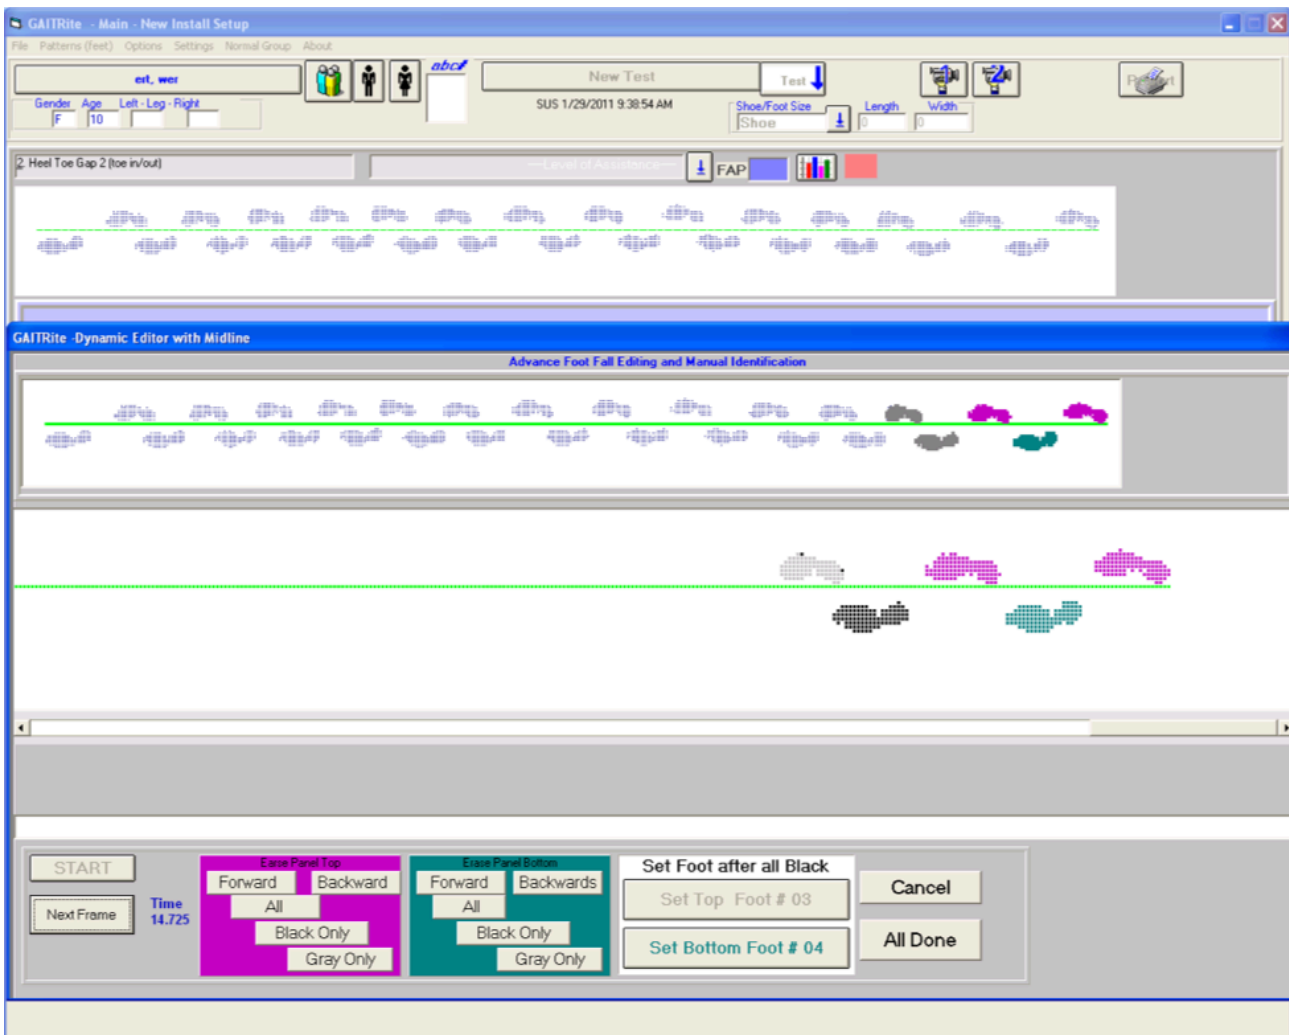 GAITRite - Main - New Install Setup
File Patterns (feet) Options Settings Normal Group About
ert, wer
abc
New Test
Test
Gender Age Left - Leg - Right
F 10
SUS 1/29/2011 9:38:54 AM
Shoe/Foot Size Length Width
Shoe 0 0
2. Heel Toe Gap 2 (toe in/out)
---Level of Assistance---
FAP
GAITRite -Dynamic Editor with Midline
Advance Foot Fall Editing and Manual Identification
START
Next Frame
Time
14.725
Earse Panel Top
Forward Backward
All
Black Only
Gray Only
Erase Panel Bottom
Forward Backwards
All
Black Only
Gray Only
Set Foot after all Black
Set Top Foot # 03
Set Bottom Foot # 04
Cancel
All Done